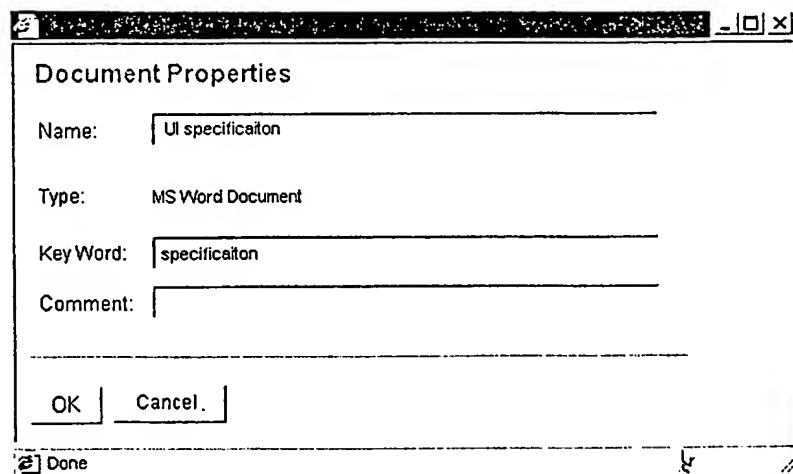 Document Properties
Name: UI specificaiton
Type: MS Word Document
Key Word: specificaiton
Comment:
OK Cancel
Done